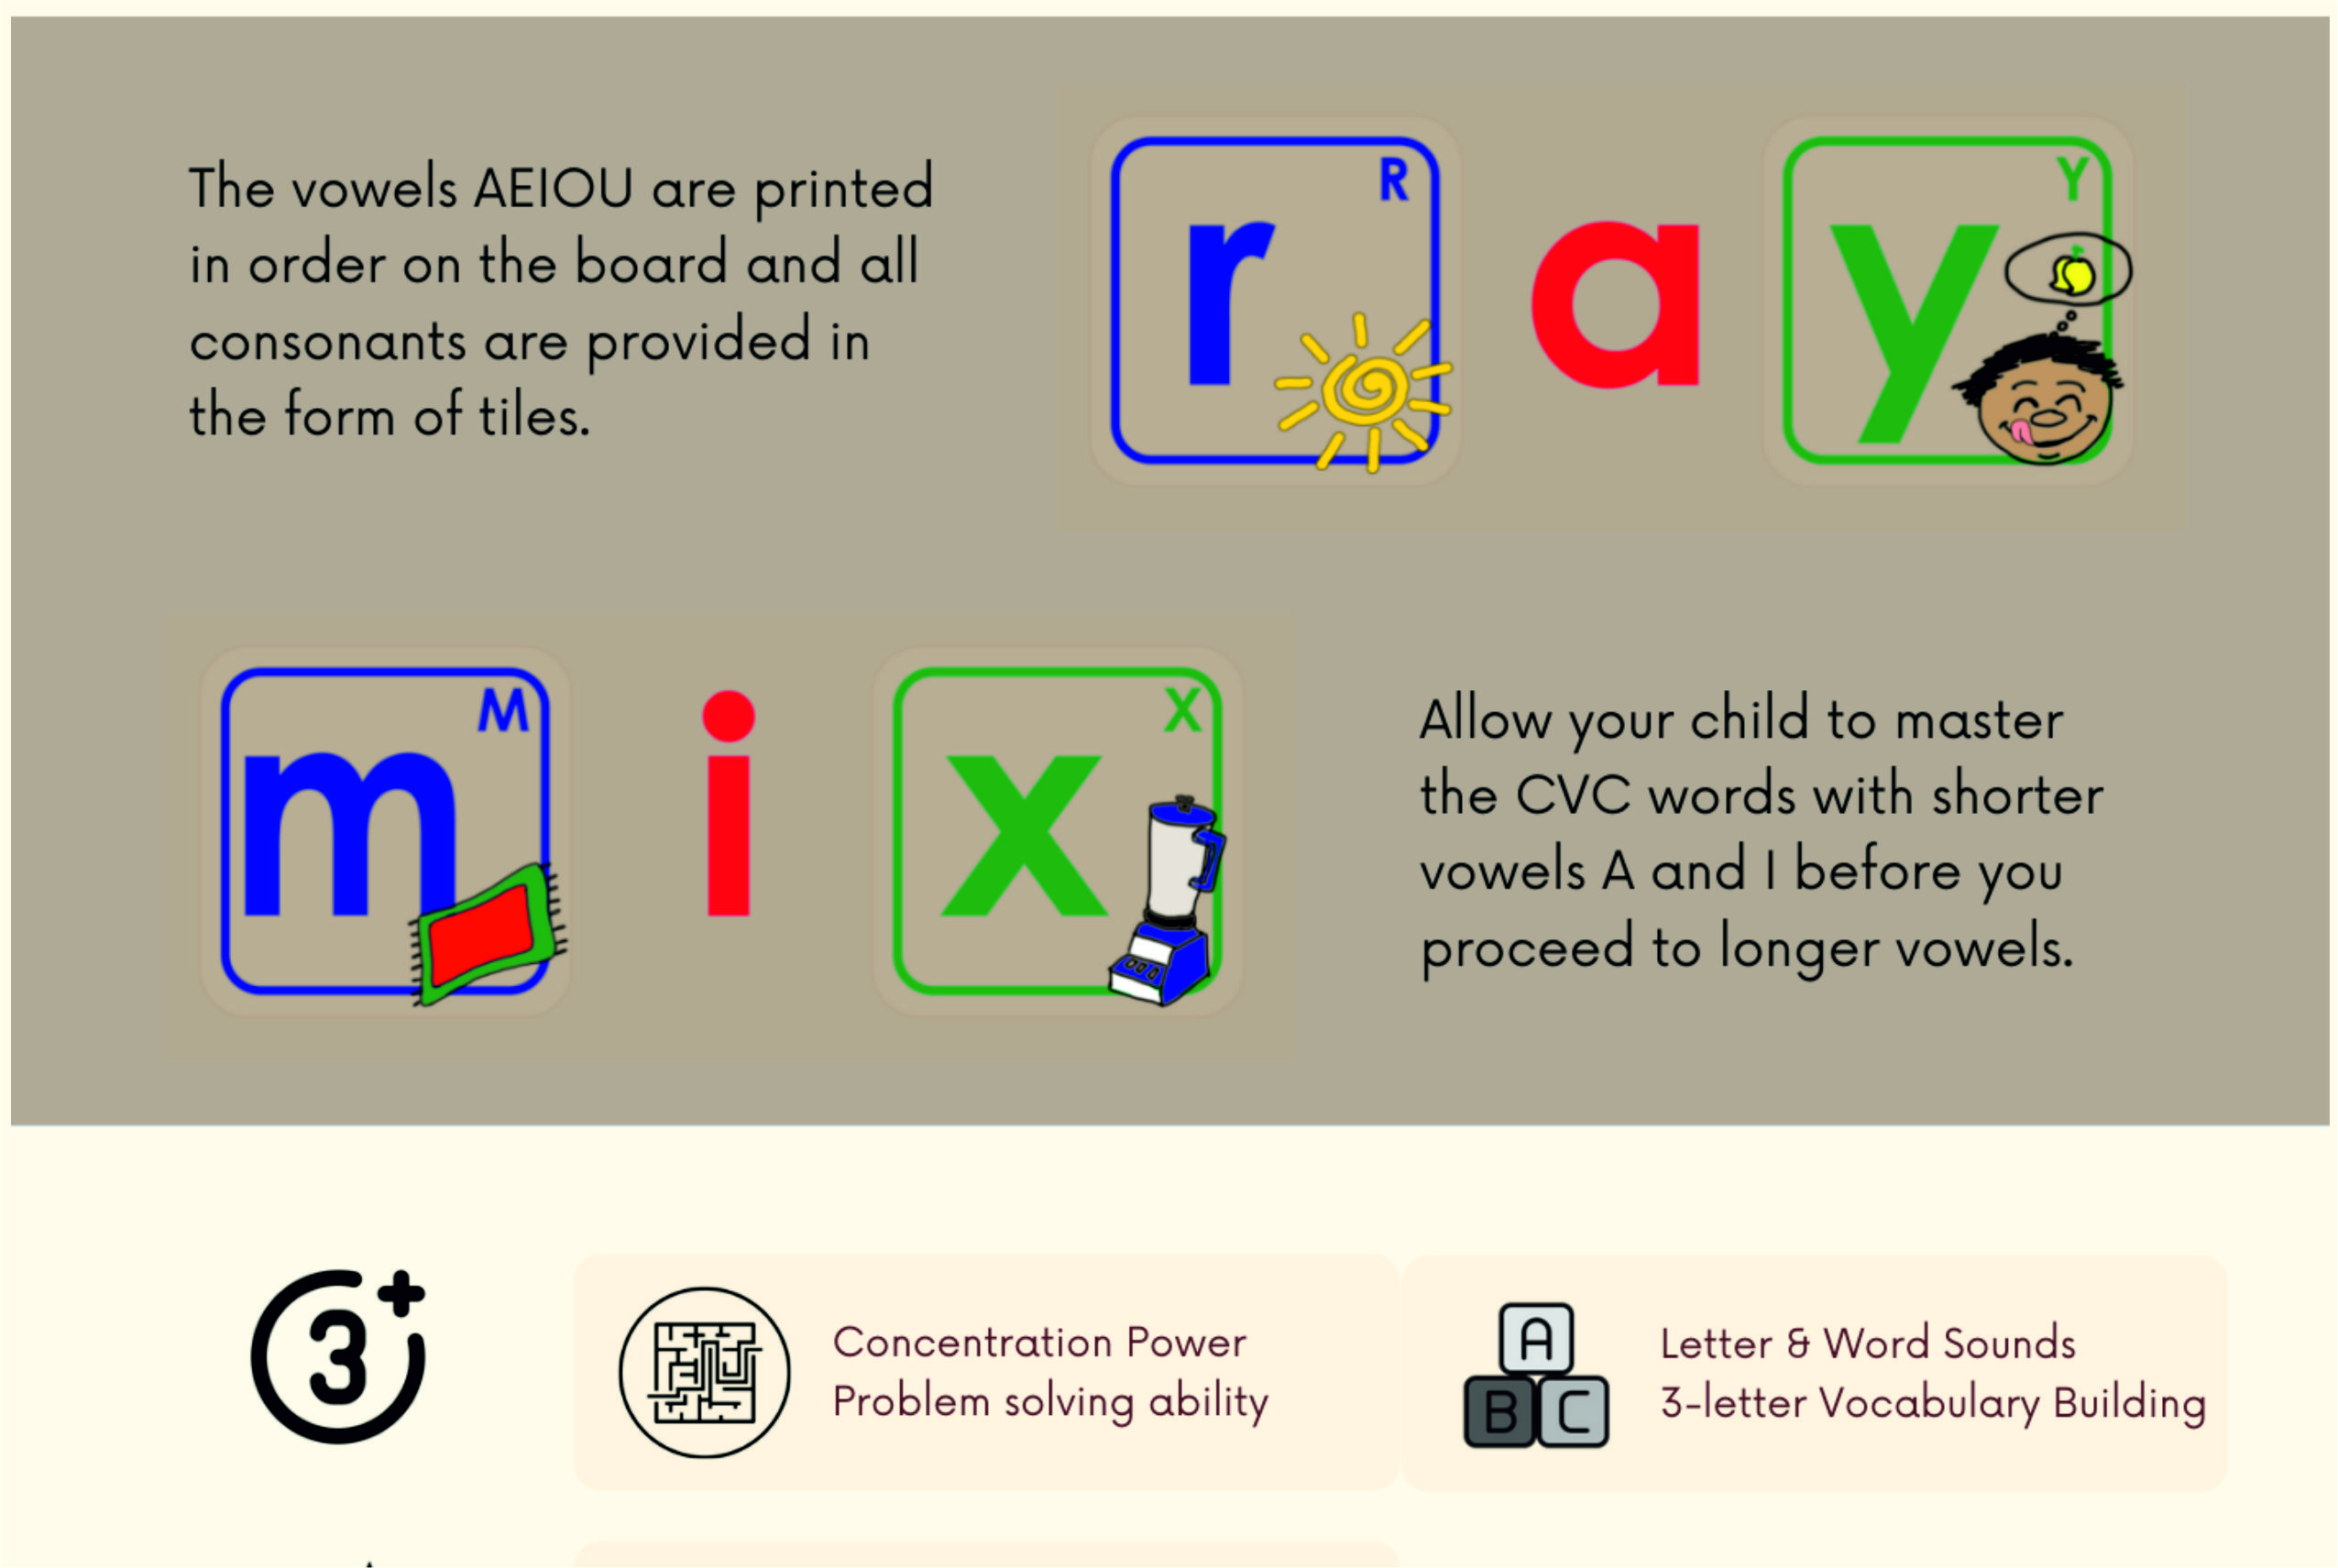 The vowels AEIOU are printed
in order on the board and all
consonants are provided in
the form of tiles.
R
r a y
Y
M
m i x
X
Allow your child to master
the CVC words with shorter
vowels A and I before you
proceed to longer vowels.
3+
Concentration Power
Problem solving ability
A
B C
Letter & Word Sounds
3-letter Vocabulary Building